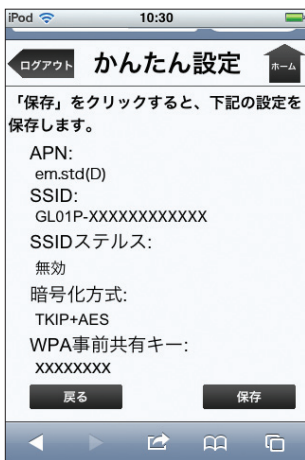 iPod 10:30
ログアウト かんたん設定 ホーム
「保存」をクリックすると、下記の設定を
保存します。
APN:
em.std(D)
SSID:
GL01P-XXXXXXXXXXXX
SSIDステルス:
無効
暗号化方式:
TKIP+AES
WPA事前共有キー:
XXXXXXXX
戻る 保存